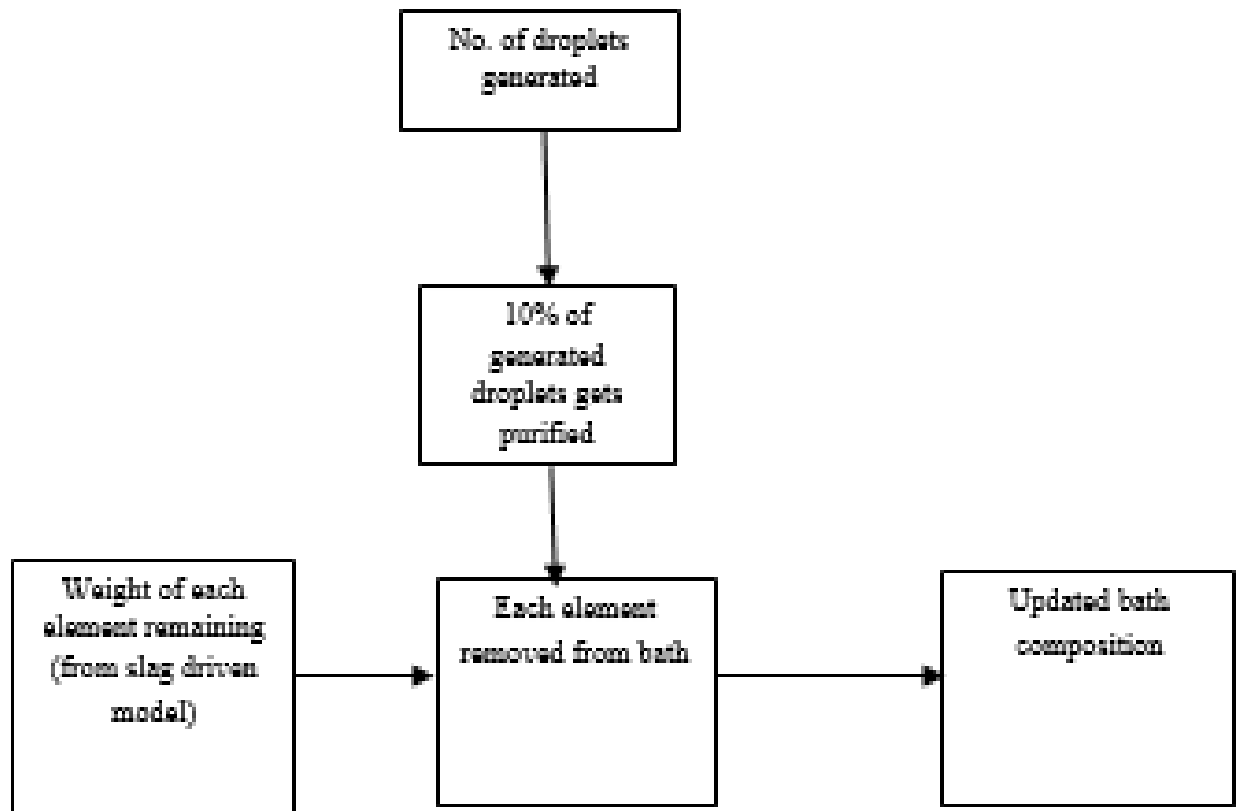 No. of droplets
generated
10% of
generated
droplets gets
purified
Weight of each
element remaining
(from slag driven
model)
Each element
removed from bath
Updated bath
composition